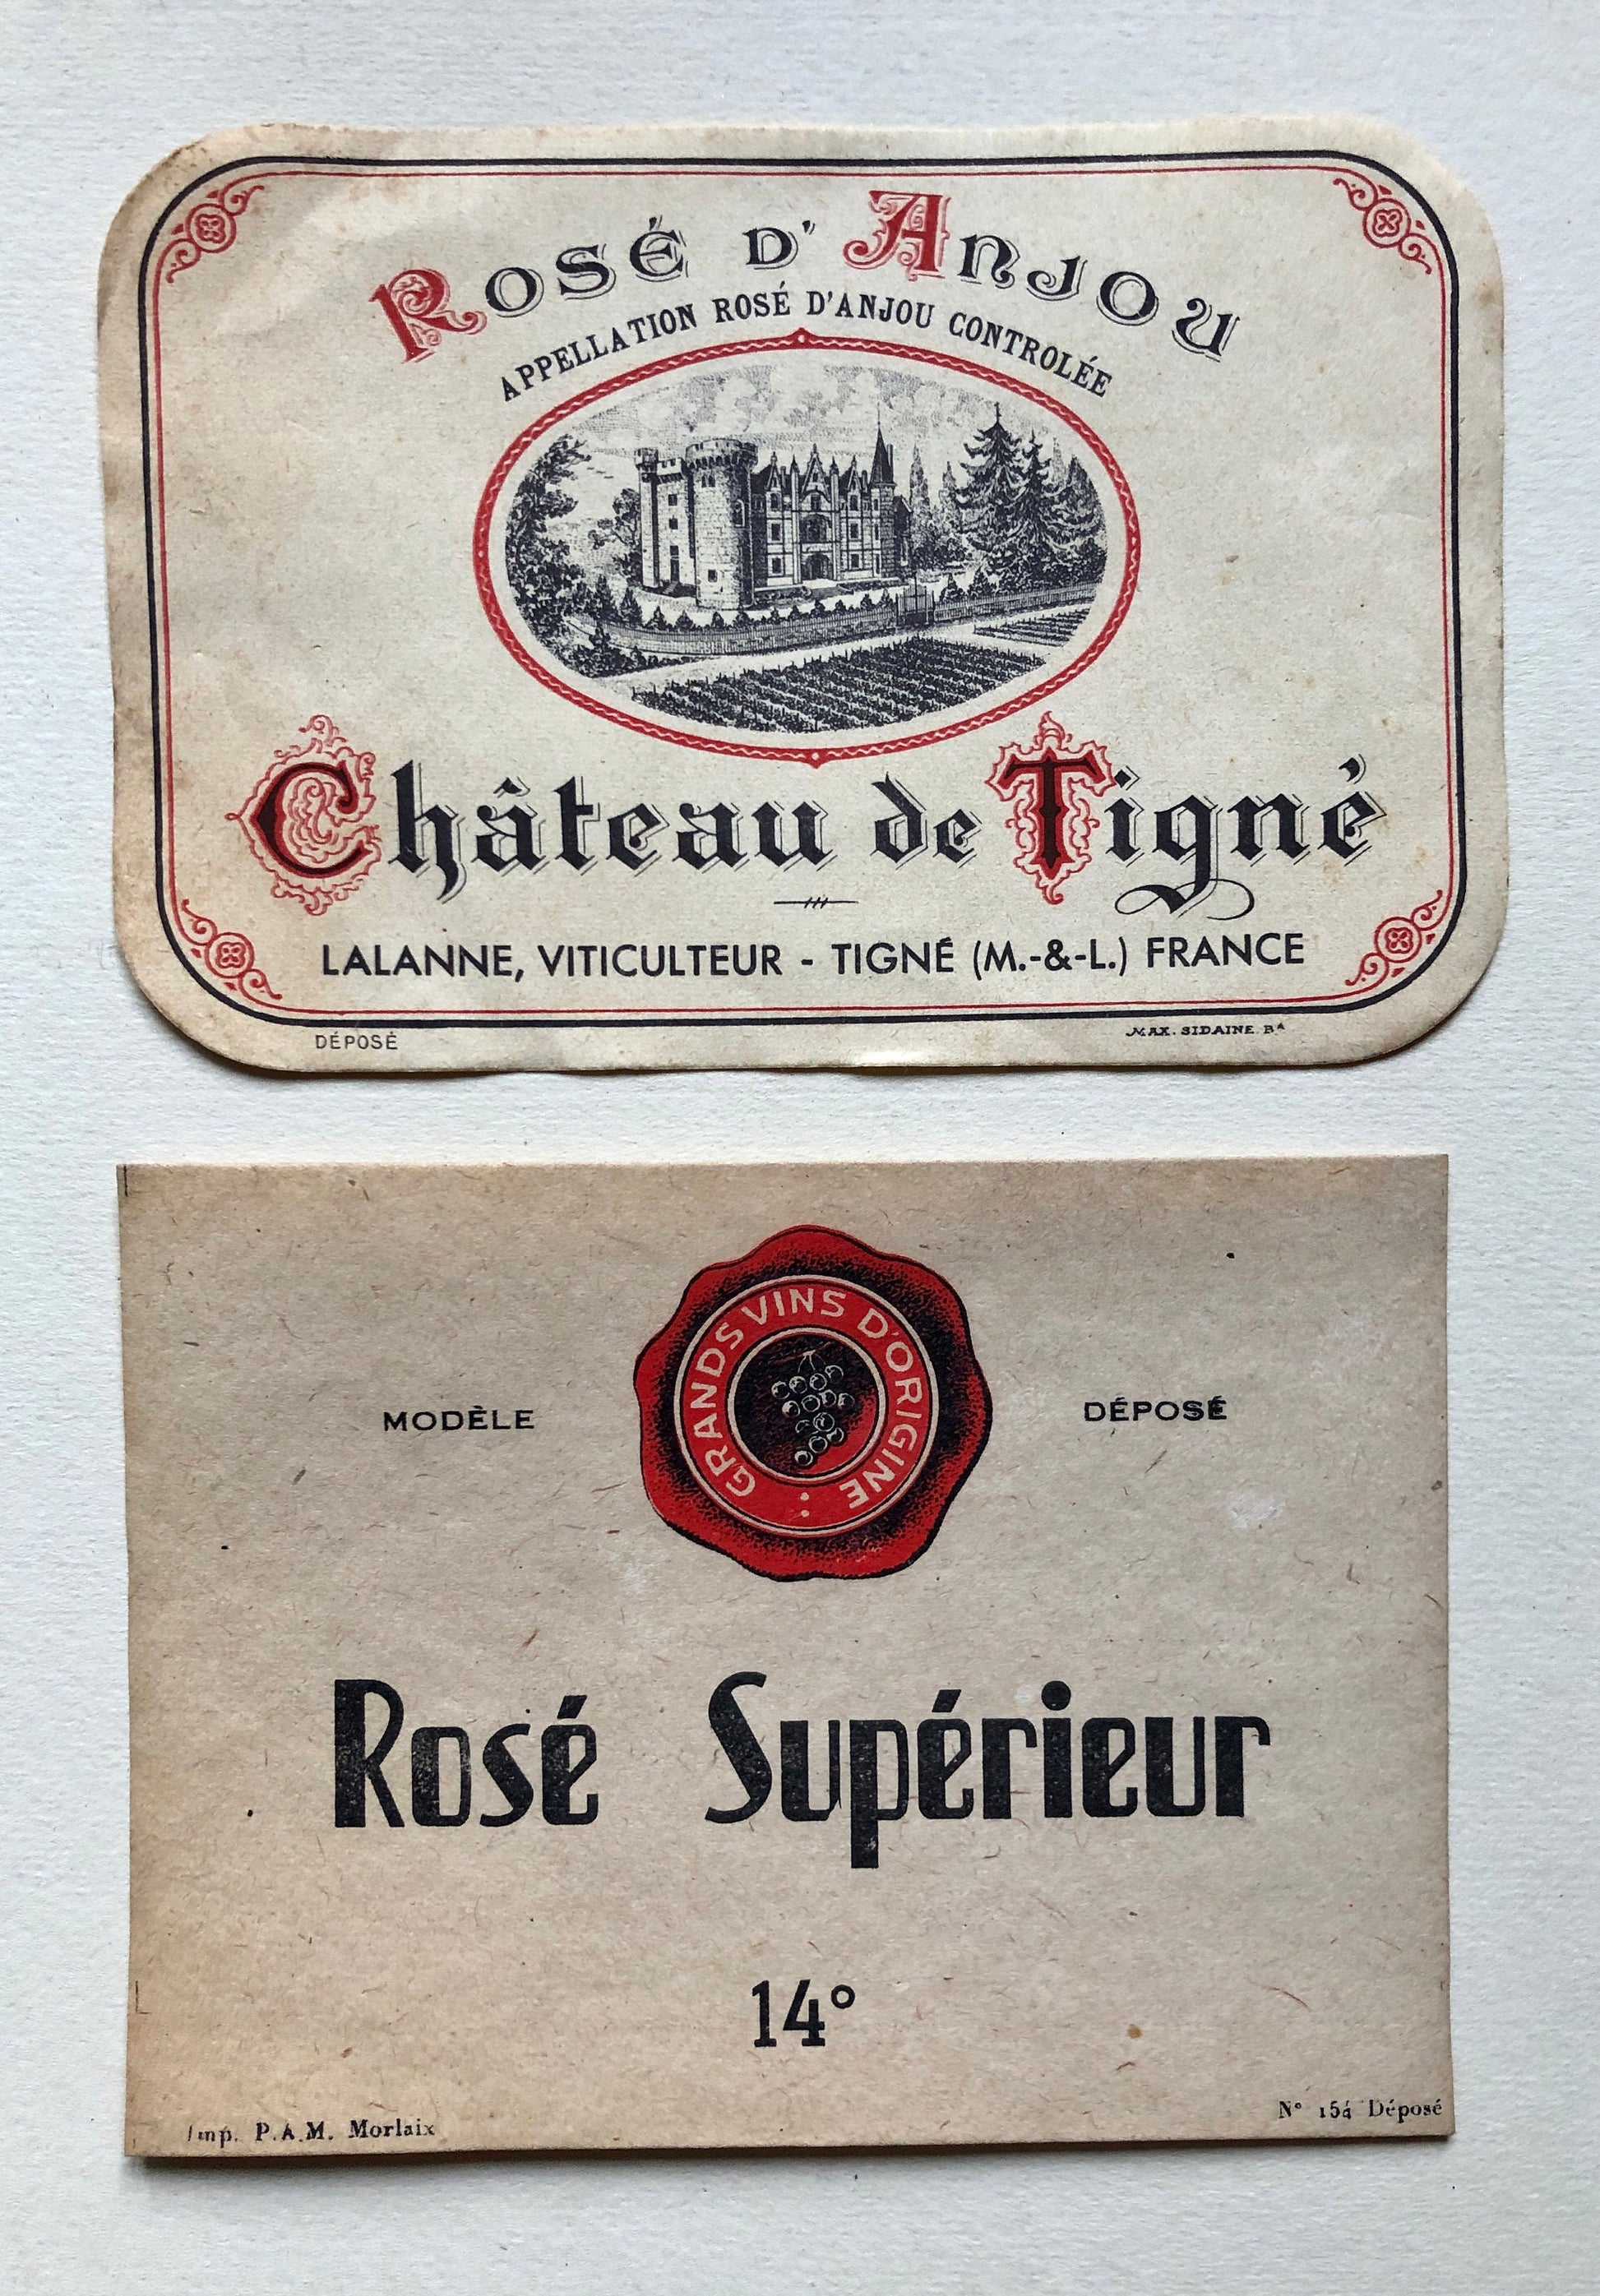 ROSÉ D'ANJOU
APPELLATION ROSÉ D'ANJOU CONTROLÉE
Château de Tigné
LALANNE, VITICULTEUR - TIGNÉ (M.-&-L.) FRANCE
DÉPOSÉ
MAX. SIDAINE. Bx
GRANDS VINS D'ORIGINE :
MODÈLE
DÉPOSÉ
Rosé Supérieur
14°
Imp. P.A.M. Morlaix
N° Déposé